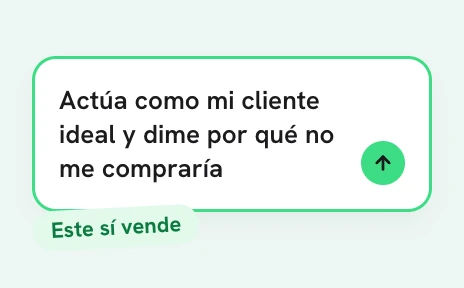 Actúa como mi cliente
ideal y dime por qué no
me compraría
Este sí vende